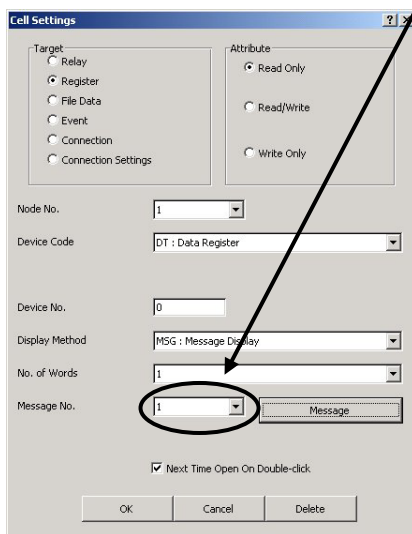 Cell Settings
Target
Relay
Register
File Data
Event
Connection
Connection Settings
Attribute
Read Only
Read/Write
Write Only
Node No. 1
Device Code DT : Data Register
Device No. 0
Display Method MSG : Message Display
No. of Words 1
Message No. 1 Message
Next Time Open On Double-click
OK Cancel Delete